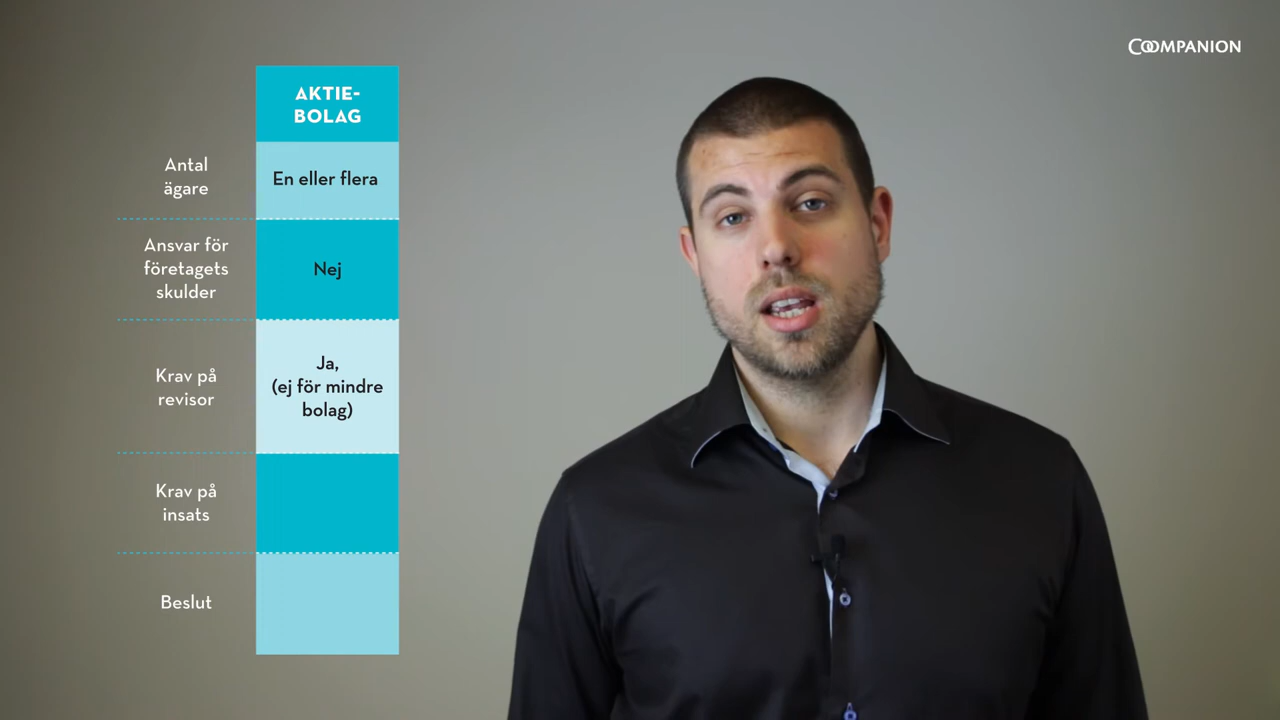 COOMPANION
AKTIE-
BOLAG
Antal
ägare
En eller flera
Ansvar för
företagets
skulder
Nej
Krav på
revisor
Ja,
(ej för mindre
bolag)
Krav på
insats
Beslut